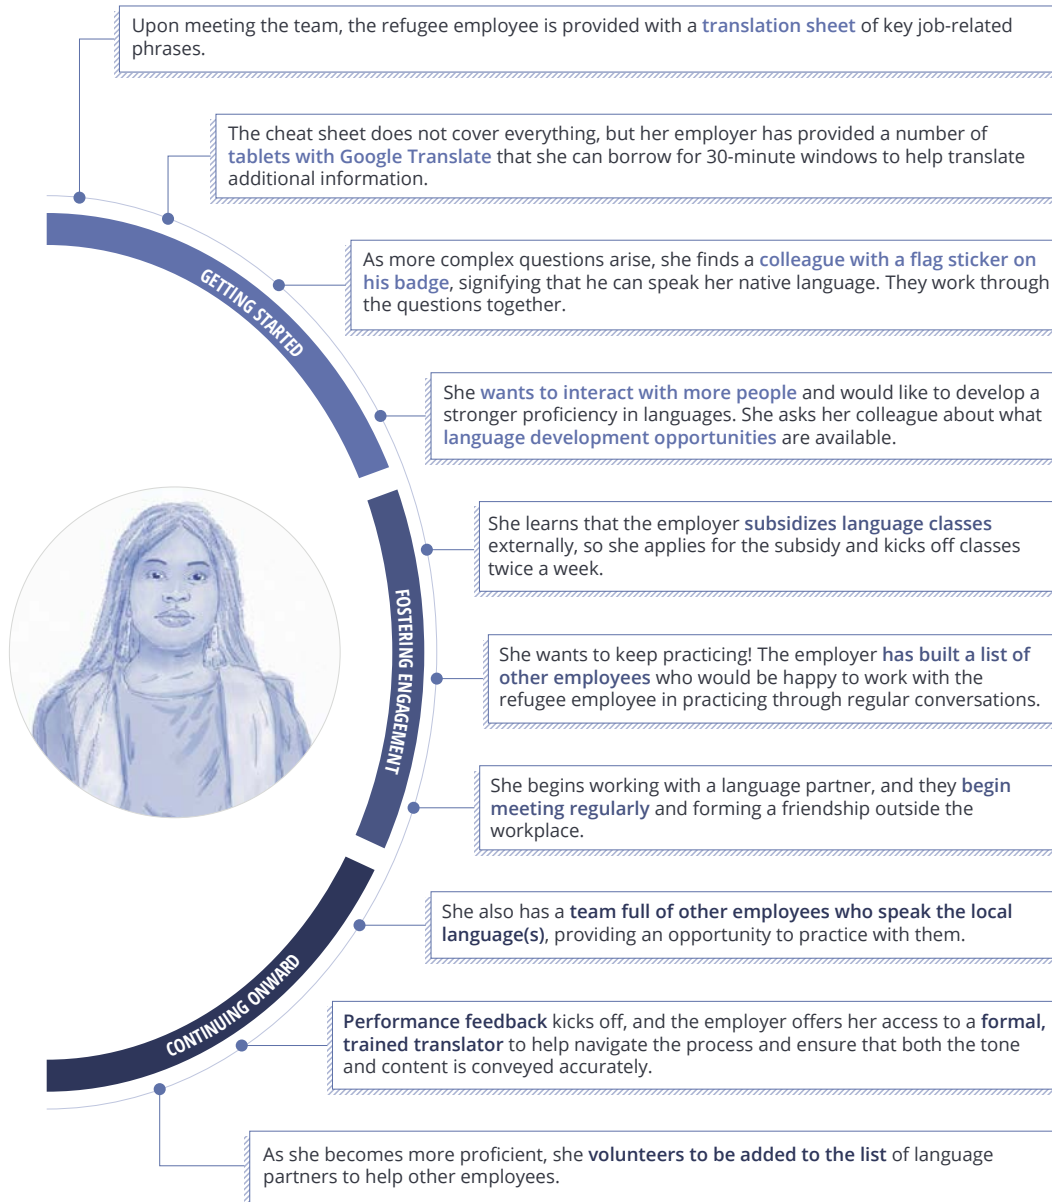 Upon meeting the team, the refugee employee is provided with a translation sheet of key job-related
phrases.
The cheat sheet does not cover everything, but her employer has provided a number of
tablets with Google Translate that she can borrow for 30-minute windows to help translate
additional information.
As more complex questions arise, she finds a colleague with a flag sticker on
his badge, signifying that he can speak her native language. They work through
the questions together.
GETTING STARTED
She wants to interact with more people and would like to develop a
stronger proficiency in languages. She asks her colleague about what
language development opportunities are available.
She learns that the employer subsidizes language classes
externally, so she applies for the subsidy and kicks off classes
twice a week.
FOSTERING ENGAGEMENT
She wants to keep practicing! The employer has built a list of
other employees who would be happy to work with the
refugee employee in practicing through regular conversations.
She begins working with a language partner, and they begin
meeting regularly and forming a friendship outside the
workplace.
She also has a team full of other employees who speak the local
language(s), providing an opportunity to practice with them.
CONTINUING ONWARD
Performance feedback kicks off, and the employer offers her access to a formal,
trained translator to help navigate the process and ensure that both the tone
and content is conveyed accurately.
As she becomes more proficient, she volunteers to be added to the list of language
partners to help other employees.